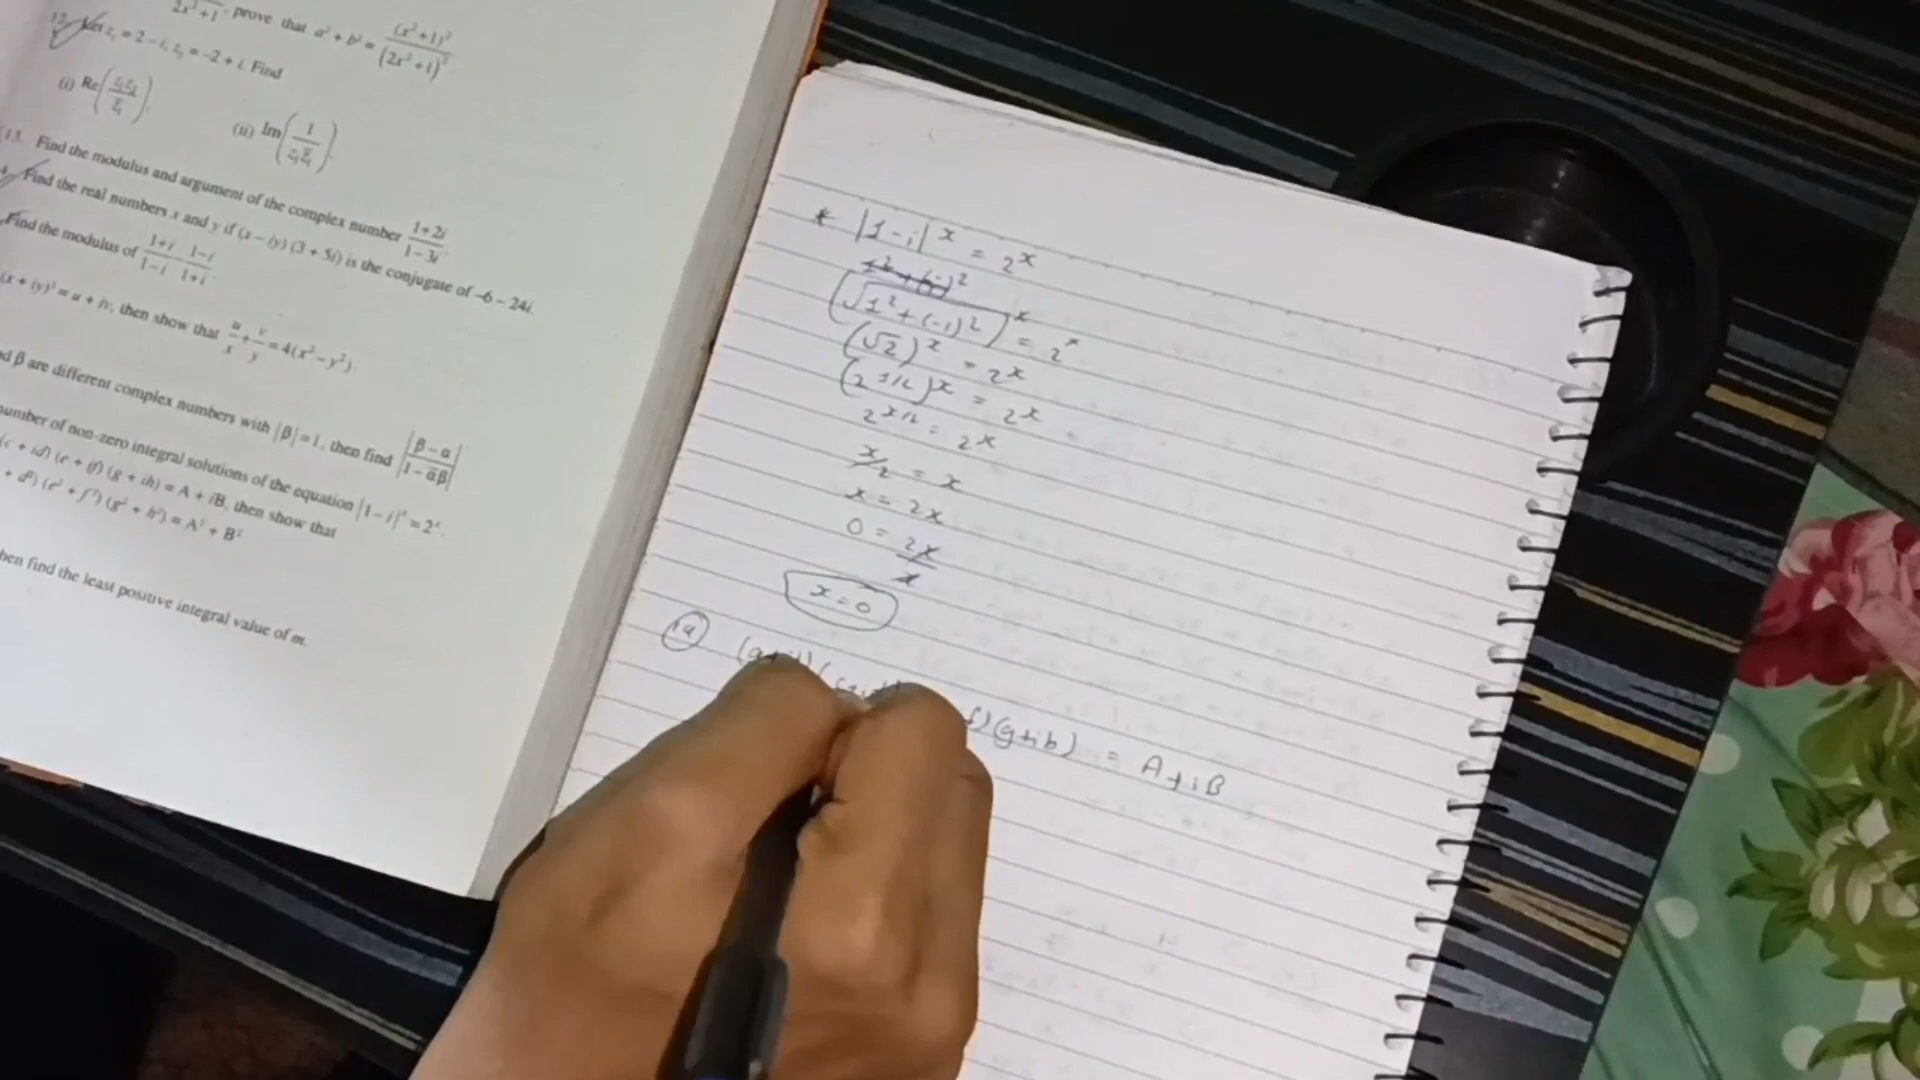 2x²+1, prove that a² + b² = (x²+1)² / (2x²+1)².
12. Let z₁ = 2 − i, z₂ = −2 + i. Find
(i) Re(z₁z₂ / z̄₁).
(ii) Im(1 / z₁z̄₁).
13. Find the modulus and argument of the complex number 1+2i / 1−3i.
Find the real numbers x and y if (x − iy) (3 + 5i) is the conjugate of −6 − 24i.
Find the modulus of 1+i / 1−i − 1−i / 1+i.
(x + iy)³ = u + iv, then show that u/x + v/y = 4(x² − y²)
d β are different complex numbers with |β| = 1, then find |β − α / 1 − ᾱβ|
number of non-zero integral solutions of the equation |1 − i|ˣ = 2ˣ.
(c + id) (e + if) (g + ih) = A + iB, then show that
+ d²) (e² + f²) (g² + h²) = A² + B²
hen find the least positive integral value of m.
* |1-i|ˣ = 2ˣ
(√1² + (-1)²)ˣ = 2ˣ
(√2)ˣ = 2ˣ
(2^1/2)ˣ = 2ˣ
2^x/2 = 2ˣ
x/2 = x
x = 2x
0 = 2x/x
x = 0
f)(g+ib) = A+iB